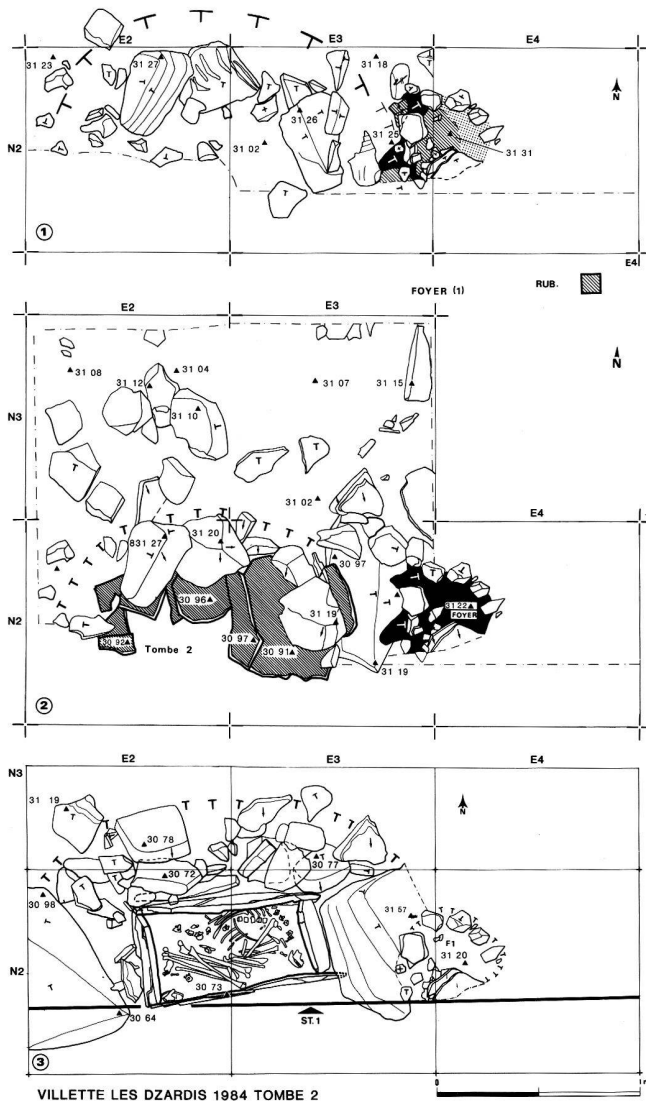 E2 E3 E4
31 23 31 27 31 18
N
31 26 31 25
N2 31 02 31 31
1
E4
FOYER (1) RUB.
E2 E3
N
31 08 31 12 31 04 31 07 31 15
N3 31 10
31 02
E4
831 27 31 20 30 97
30 96 31 22
N2 31 19 FOYER
30 92 Tombe 2 30 97 30 91
31 19
2
E2 E3 E4
N3
31 19 N
30 78
30 72 30 77
30 98 31 57
F1
N2 31 20
30 73
30 64 ST.1
3
0 1 m
VILLETTE LES DZARDIS 1984 TOMBE 2